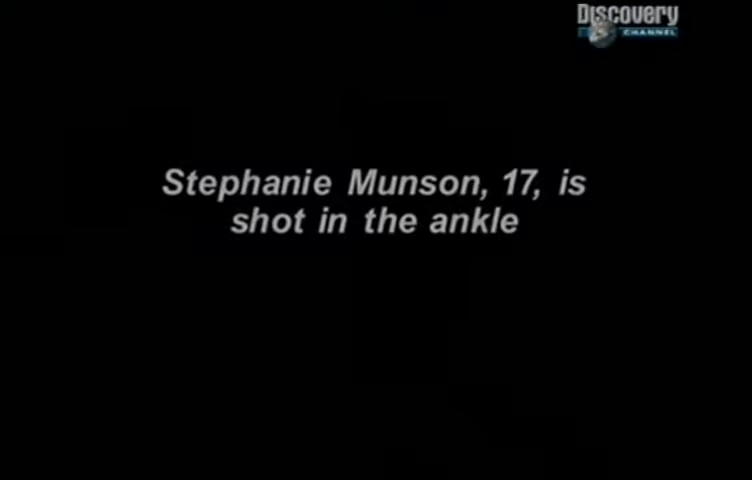 Discovery
CHANNEL
Stephanie Munson, 17, is
shot in the ankle